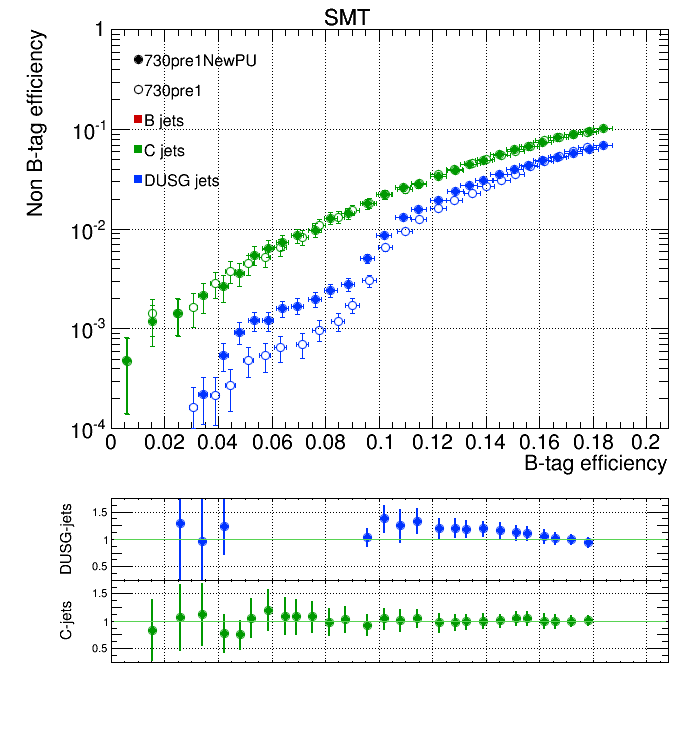 SMT
Non B-tag efficiency
1
730pre1NewPU
730pre1
B jets
10-1
C jets
DUSG jets
10-2
10-3
10-4
0 0.02 0.04 0.06 0.08 0.1 0.12 0.14 0.16 0.18 0.2
B-tag efficiency
DUSG-jets
1.5
1
0.5
C-jets
1.5
1
0.5